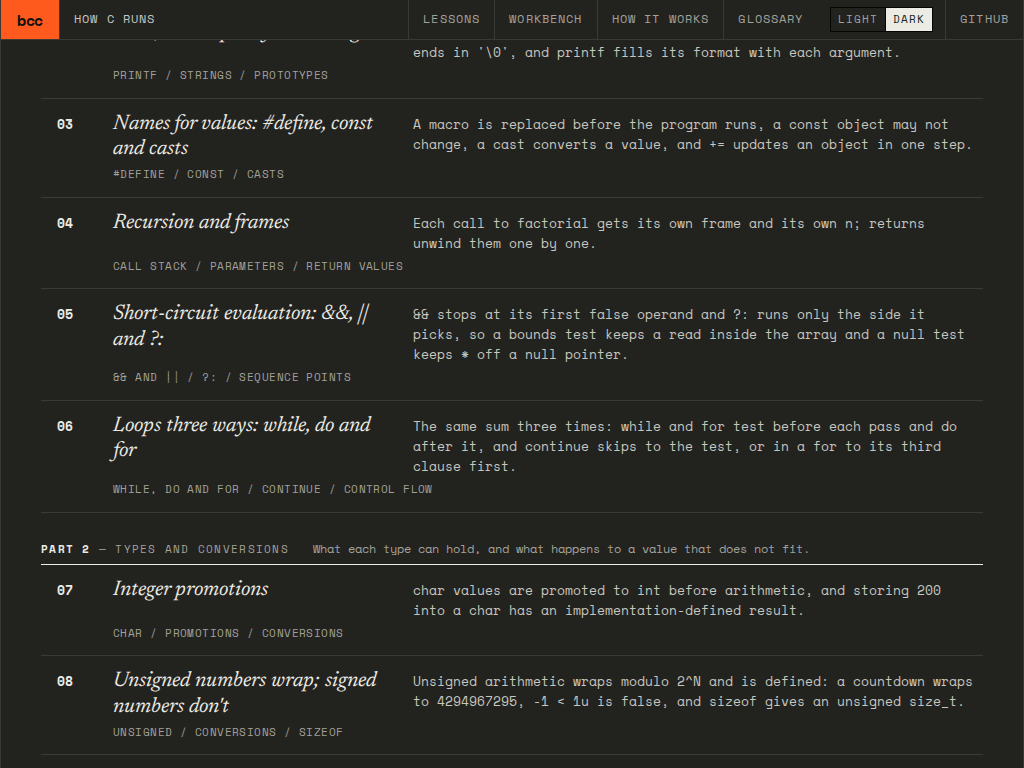 bcc
HOW C RUNS
LESSONS
WORKBENCH
HOW IT WORKS
GLOSSARY
LIGHT
DARK
GITHUB
ends in '\0', and printf fills its format with each argument.
PRINTF / STRINGS / PROTOTYPES
03
Names for values: #define, const
and casts
A macro is replaced before the program runs, a const object may not
change, a cast converts a value, and += updates an object in one step.
#DEFINE / CONST / CASTS
04
Recursion and frames
Each call to factorial gets its own frame and its own n; returns
unwind them one by one.
CALL STACK / PARAMETERS / RETURN VALUES
05
Short-circuit evaluation: &&, ||
and ?:
&& stops at its first false operand and ?: runs only the side it
picks, so a bounds test keeps a read inside the array and a null test
keeps * off a null pointer.
&& AND || / ?: / SEQUENCE POINTS
06
Loops three ways: while, do and
for
The same sum three times: while and for test before each pass and do
after it, and continue skips to the test, or in a for to its third
clause first.
WHILE, DO AND FOR / CONTINUE / CONTROL FLOW
PART 2 — TYPES AND CONVERSIONS What each type can hold, and what happens to a value that does not fit.
07
Integer promotions
char values are promoted to int before arithmetic, and storing 200
into a char has an implementation-defined result.
CHAR / PROMOTIONS / CONVERSIONS
08
Unsigned numbers wrap; signed
numbers don't
Unsigned arithmetic wraps modulo 2^N and is defined: a countdown wraps
to 4294967295, -1 < 1u is false, and sizeof gives an unsigned size_t.
UNSIGNED / CONVERSIONS / SIZEOF